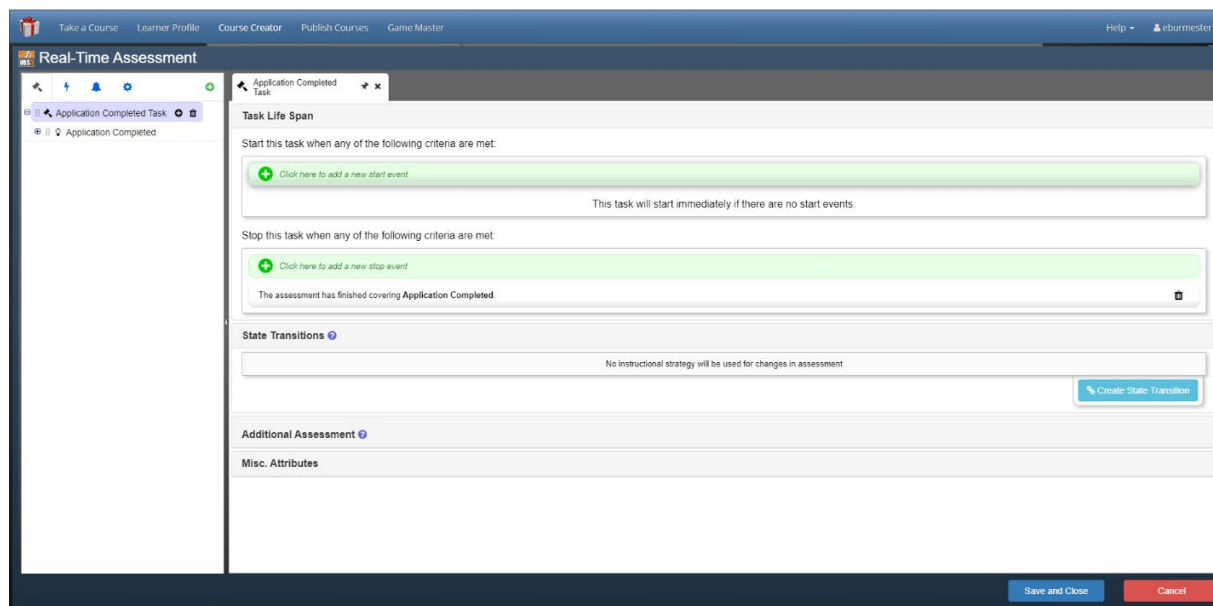 Take a Course Learner Profile Course Creator Publish Courses Game Master Help eburmester
VBS Real-Time Assessment
Application Completed Task
Application Completed
Application Completed
Task
Task Life Span
Start this task when any of the following criteria are met:
Click here to add a new start event
This task will start immediately if there are no start events.
Stop this task when any of the following criteria are met:
Click here to add a new stop event
The assessment has finished covering Application Completed.
State Transitions
No instructional strategy will be used for changes in assessment
Create State Transition
Additional Assessment
Misc. Attributes
Save and Close Cancel